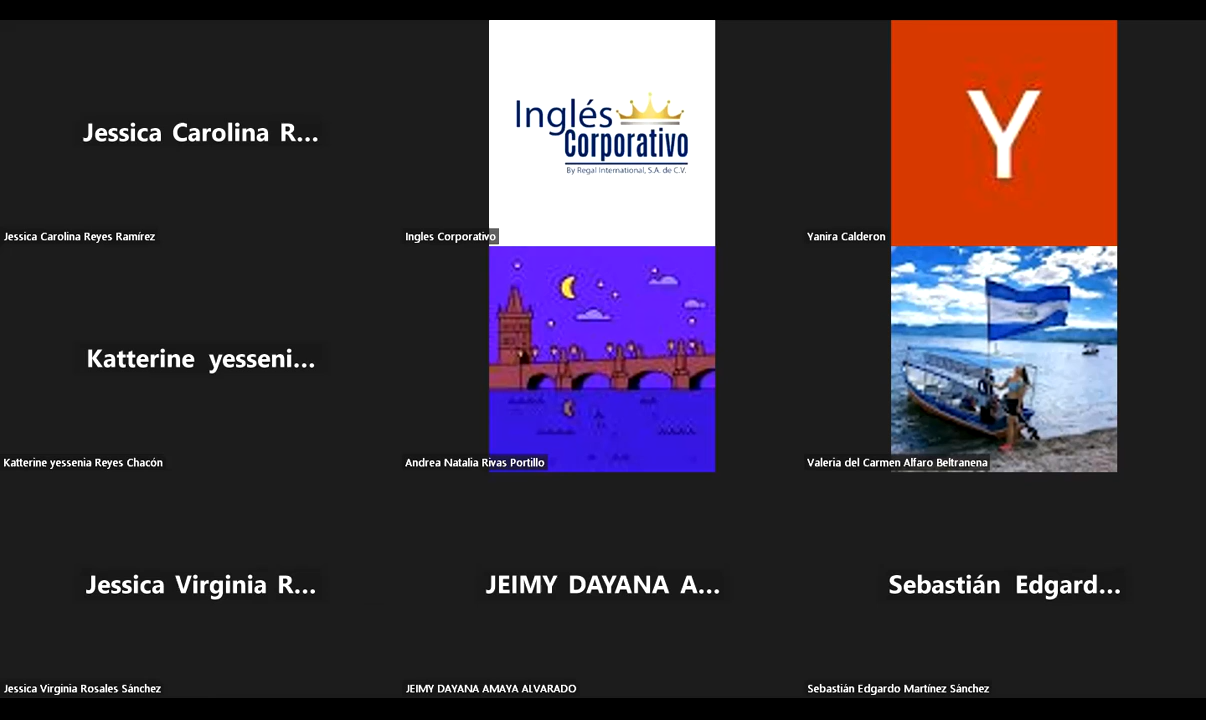 Jessica Carolina R...
Jessica Carolina Reyes Ramírez
Inglés
Corporativo
By Regal International, S.A. de C.V.
Ingles Corporativo
Y
Yanira Calderon
Katterine yesseni...
Katterine yessenia Reyes Chacón
Andrea Natalia Rivas Portillo
Valeria del Carmen Alfaro Beltranena
Jessica Virginia R...
Jessica Virginia Rosales Sánchez
JEIMY DAYANA A...
JEIMY DAYANA AMAYA ALVARADO
Sebastián Edgard...
Sebastián Edgardo Martínez Sánchez